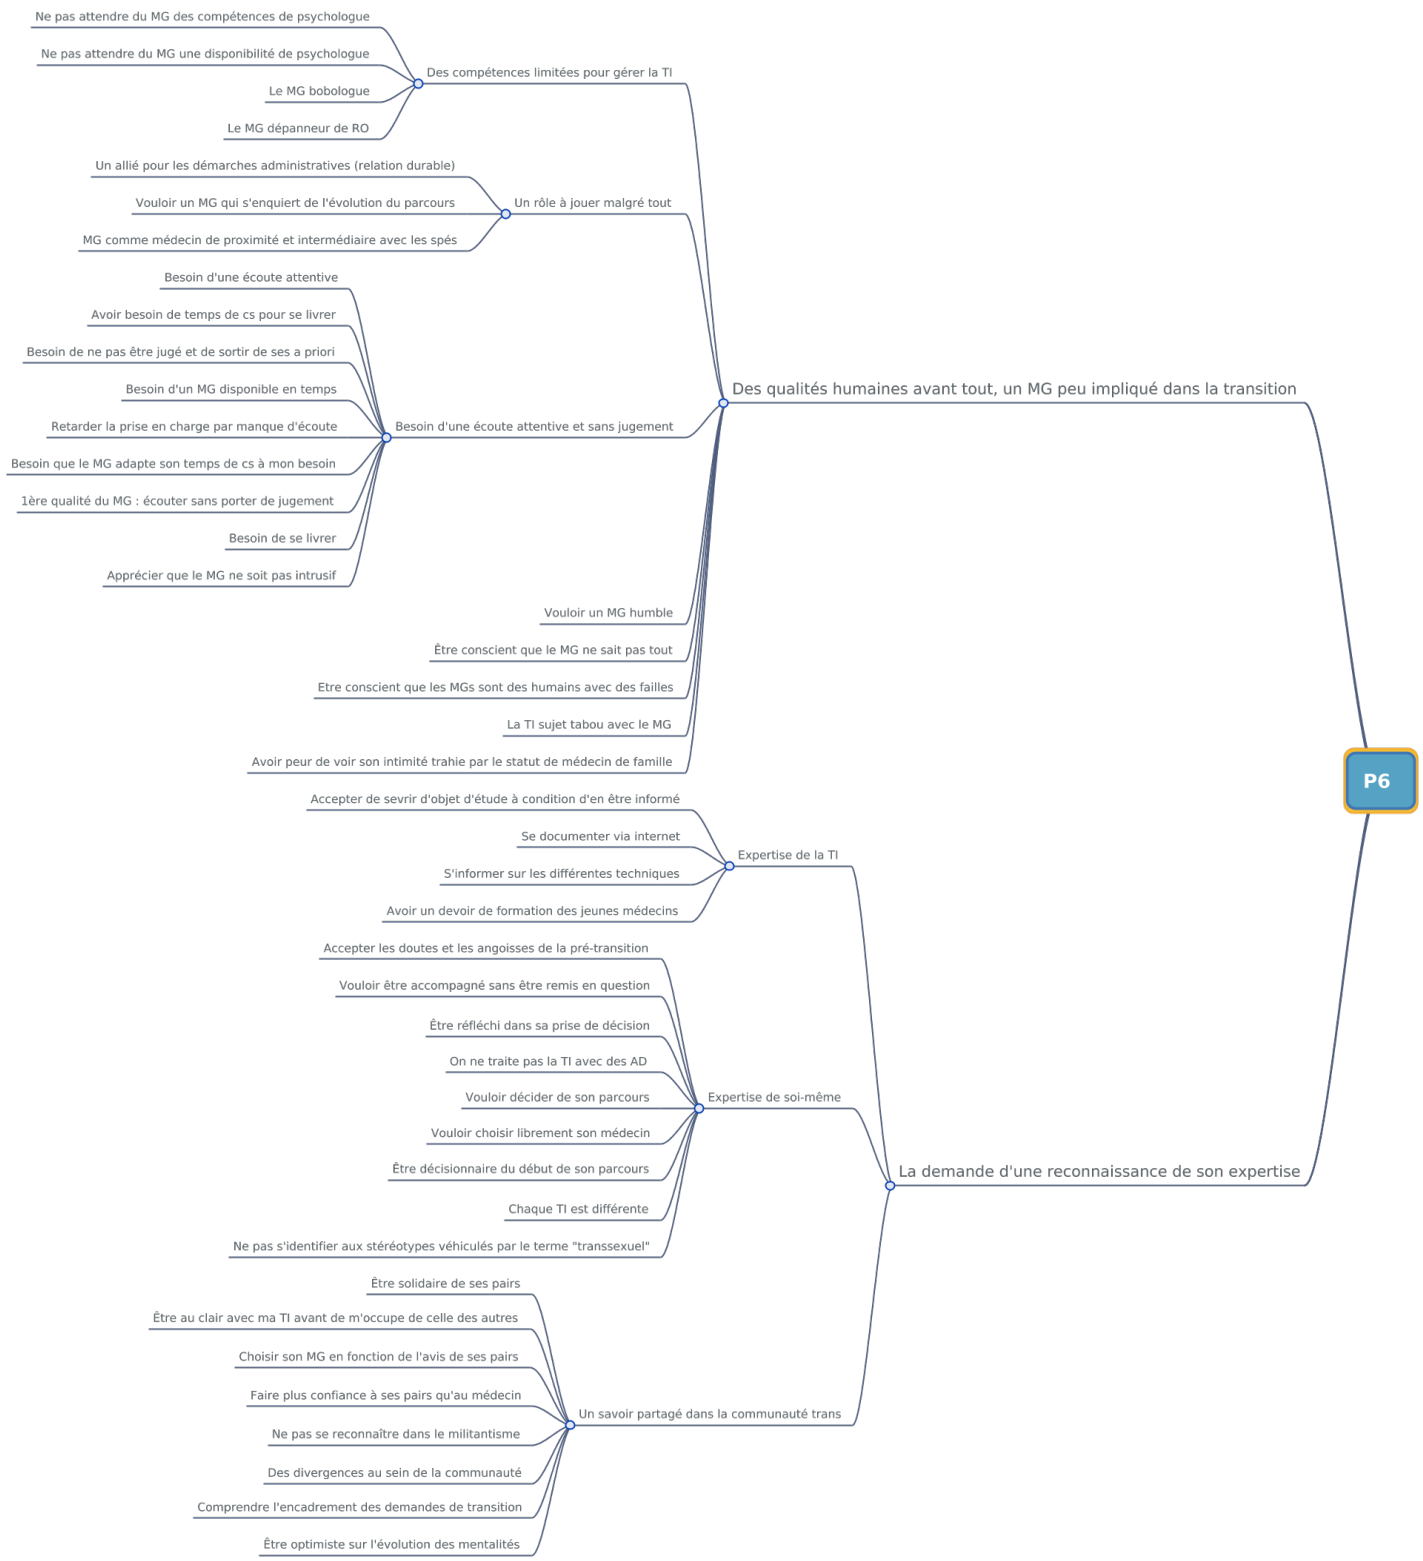 Ne pas attendre du MG des compétences de psychologue
Ne pas attendre du MG une disponibilité de psychologue
Des compétences limitées pour gérer la TI
Le MG bobologue
Le MG dépanneur de RO
Un allié pour les démarches administratives (relation durable)
Vouloir un MG qui s'enquiert de l'évolution du parcours
Un rôle à jouer malgré tout
MG comme médecin de proximité et intermédiaire avec les spés
Besoin d'une écoute attentive
Avoir besoin de temps de cs pour se livrer
Besoin de ne pas être jugé et de sortir de ses a priori
Besoin d'un MG disponible en temps
Des qualités humaines avant tout, un MG peu impliqué dans la transition
Retarder la prise en charge par manque d'écoute
Besoin d'une écoute attentive et sans jugement
Besoin que le MG adapte son temps de cs à mon besoin
1ère qualité du MG : écouter sans porter de jugement
Besoin de se livrer
Apprécier que le MG ne soit pas intrusif
Vouloir un MG humble
Être conscient que le MG ne sait pas tout
Etre conscient que les MGs sont des humains avec des failles
La TI sujet tabou avec le MG
Avoir peur de voir son intimité trahie par le statut de médecin de famille
P6
Accepter de sevrir d'objet d'étude à condition d'en être informé
Se documenter via internet
Expertise de la TI
S'informer sur les différentes techniques
Avoir un devoir de formation des jeunes médecins
Accepter les doutes et les angoisses de la pré-transition
Vouloir être accompagné sans être remis en question
Être réfléchi dans sa prise de décision
On ne traite pas la TI avec des AD
Vouloir décider de son parcours
Expertise de soi-même
Vouloir choisir librement son médecin
Être décisionnaire du début de son parcours
La demande d'une reconnaissance de son expertise
Chaque TI est différente
Ne pas s'identifier aux stéréotypes véhiculés par le terme "transsexuel"
Être solidaire de ses pairs
Être au clair avec ma TI avant de m'occupe de celle des autres
Choisir son MG en fonction de l'avis de ses pairs
Faire plus confiance à ses pairs qu'au médecin
Un savoir partagé dans la communauté trans
Ne pas se reconnaître dans le militantisme
Des divergences au sein de la communauté
Comprendre l'encadrement des demandes de transition
Être optimiste sur l'évolution des mentalités